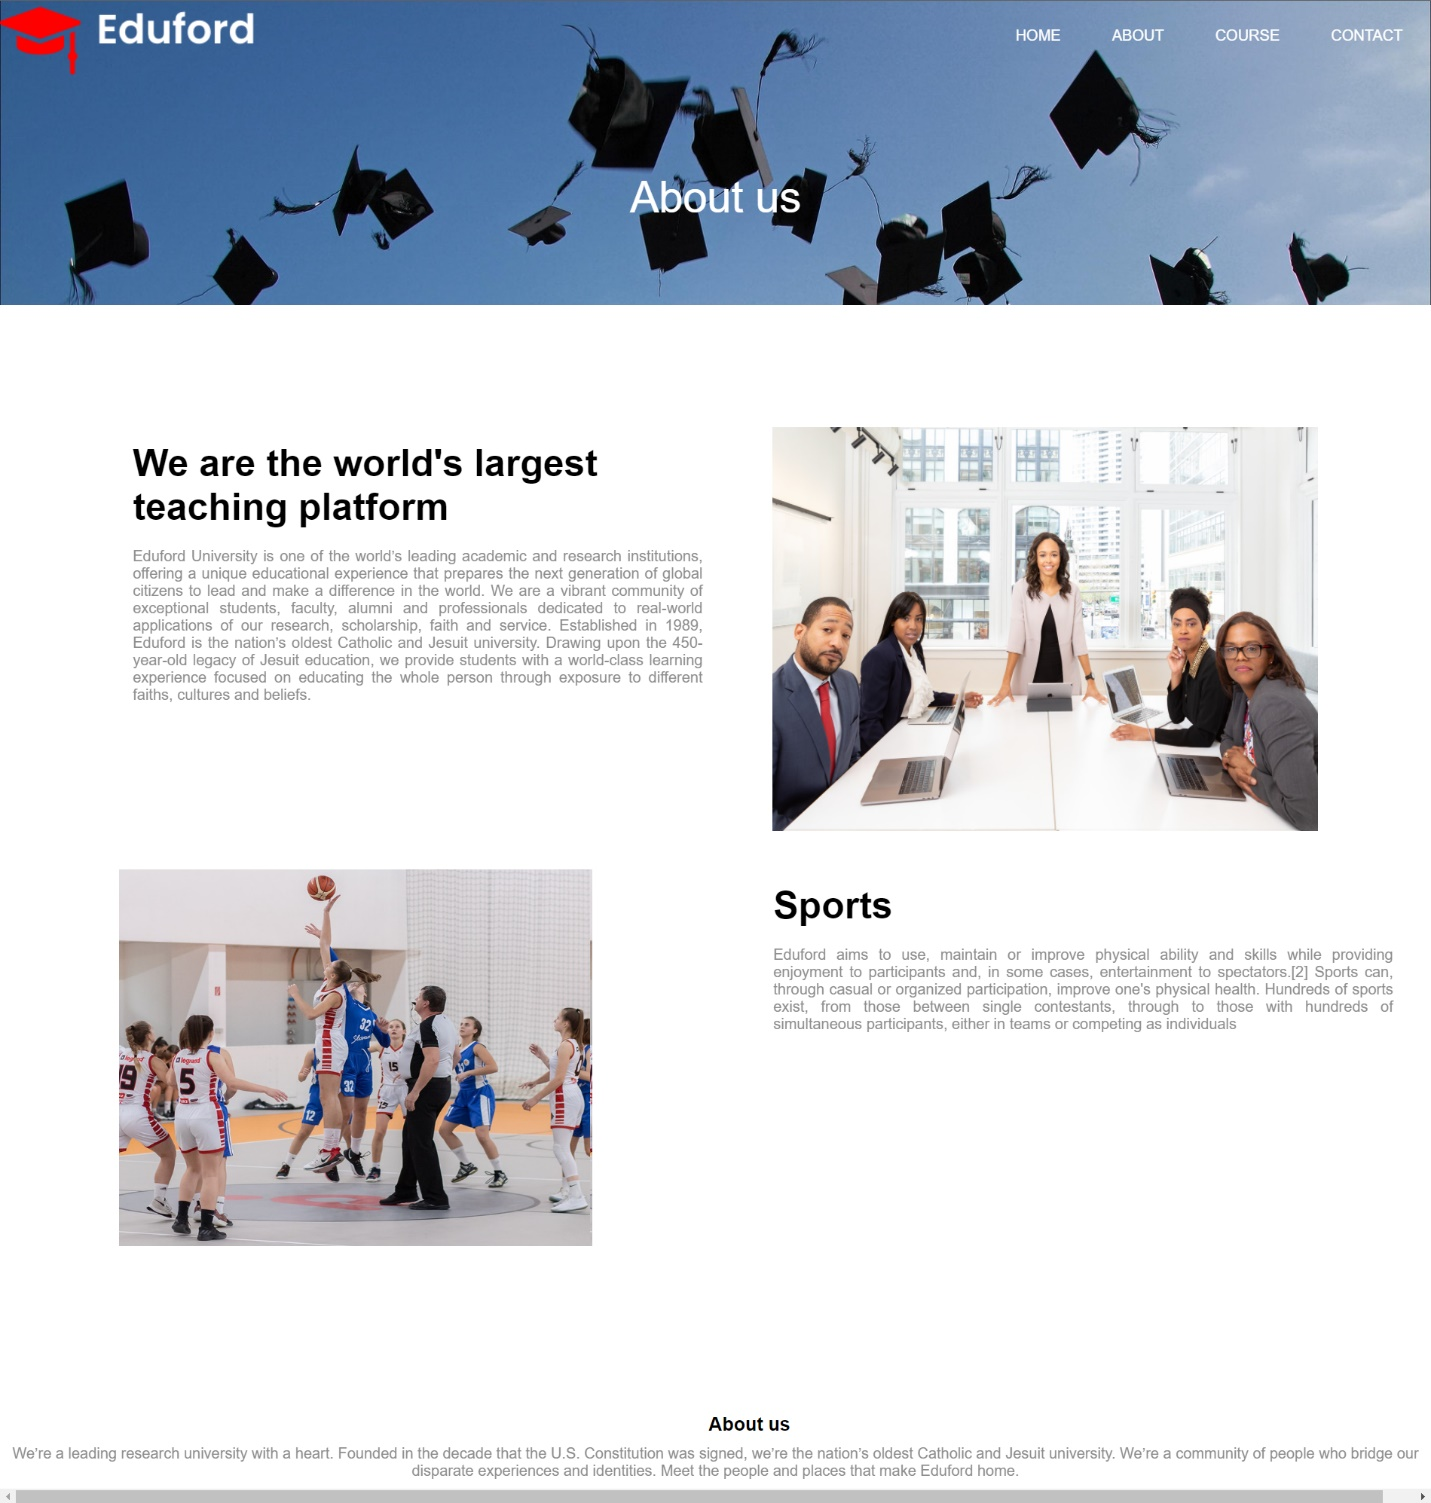 Eduford
HOME ABOUT COURSE CONTACT
About us
We are the world's largest
teaching platform
Eduford University is one of the world’s leading academic and research institutions,
offering a unique educational experience that prepares the next generation of global
citizens to lead and make a difference in the world. We are a vibrant community of
exceptional students, faculty, alumni and professionals dedicated to real-world
applications of our research, scholarship, faith and service. Established in 1989,
Eduford is the nation’s oldest Catholic and Jesuit university. Drawing upon the 450-
year-old legacy of Jesuit education, we provide students with a world-class learning
experience focused on educating the whole person through exposure to different
faiths, cultures and beliefs.
Sports
Eduford aims to use, maintain or improve physical ability and skills while providing
enjoyment to participants and, in some cases, entertainment to spectators.[2] Sports can,
through casual or organized participation, improve one's physical health. Hundreds of sports
exist, from those between single contestants, through to those with hundreds of
simultaneous participants, either in teams or competing as individuals
legrand
19
legrand
5
32
32
15
12
About us
We're a leading research university with a heart. Founded in the decade that the U.S. Constitution was signed, we’re the nation’s oldest Catholic and Jesuit university. We’re a community of people who bridge our
disparate experiences and identities. Meet the people and places that make Eduford home.